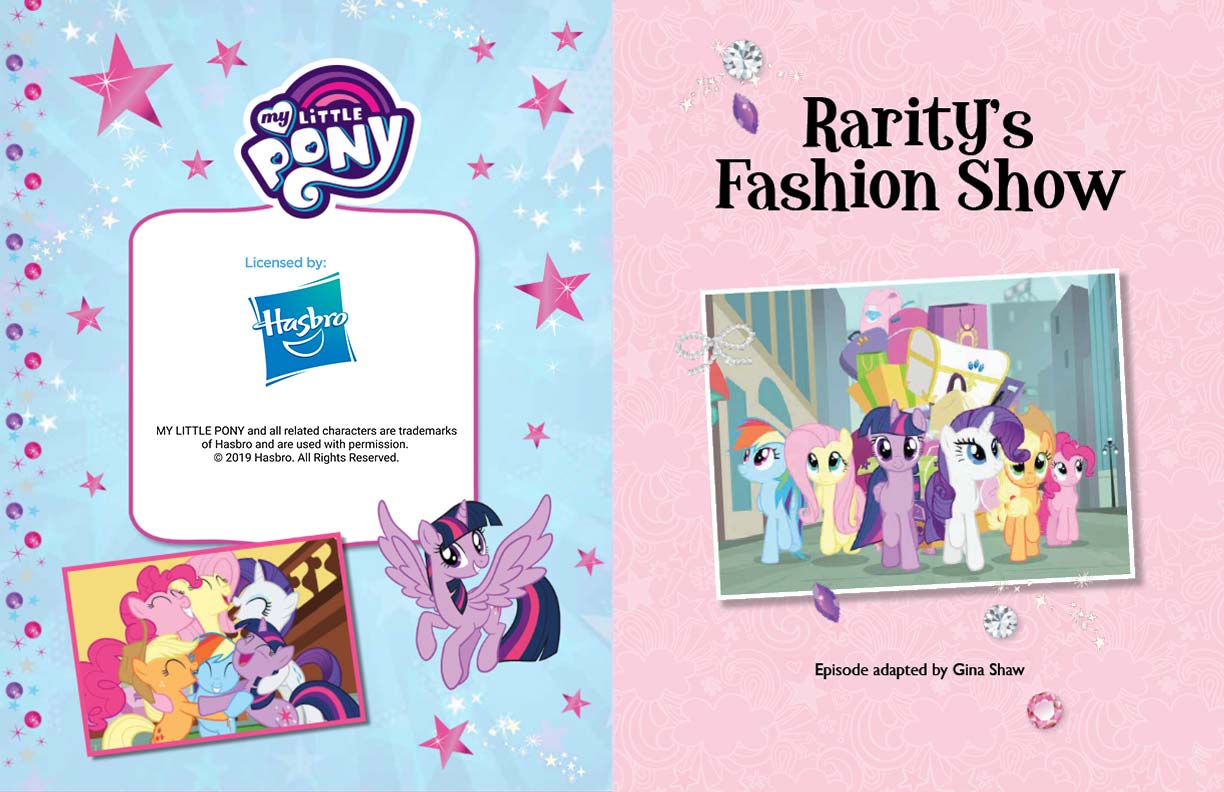 my LiTTLE
PONY
Licensed by:
Hasbro
MY LITTLE PONY and all related characters are trademarks
of Hasbro and are used with permission.
© 2019 Hasbro. All Rights Reserved.
Rarity's
Fashion Show
Episode adapted by Gina Shaw